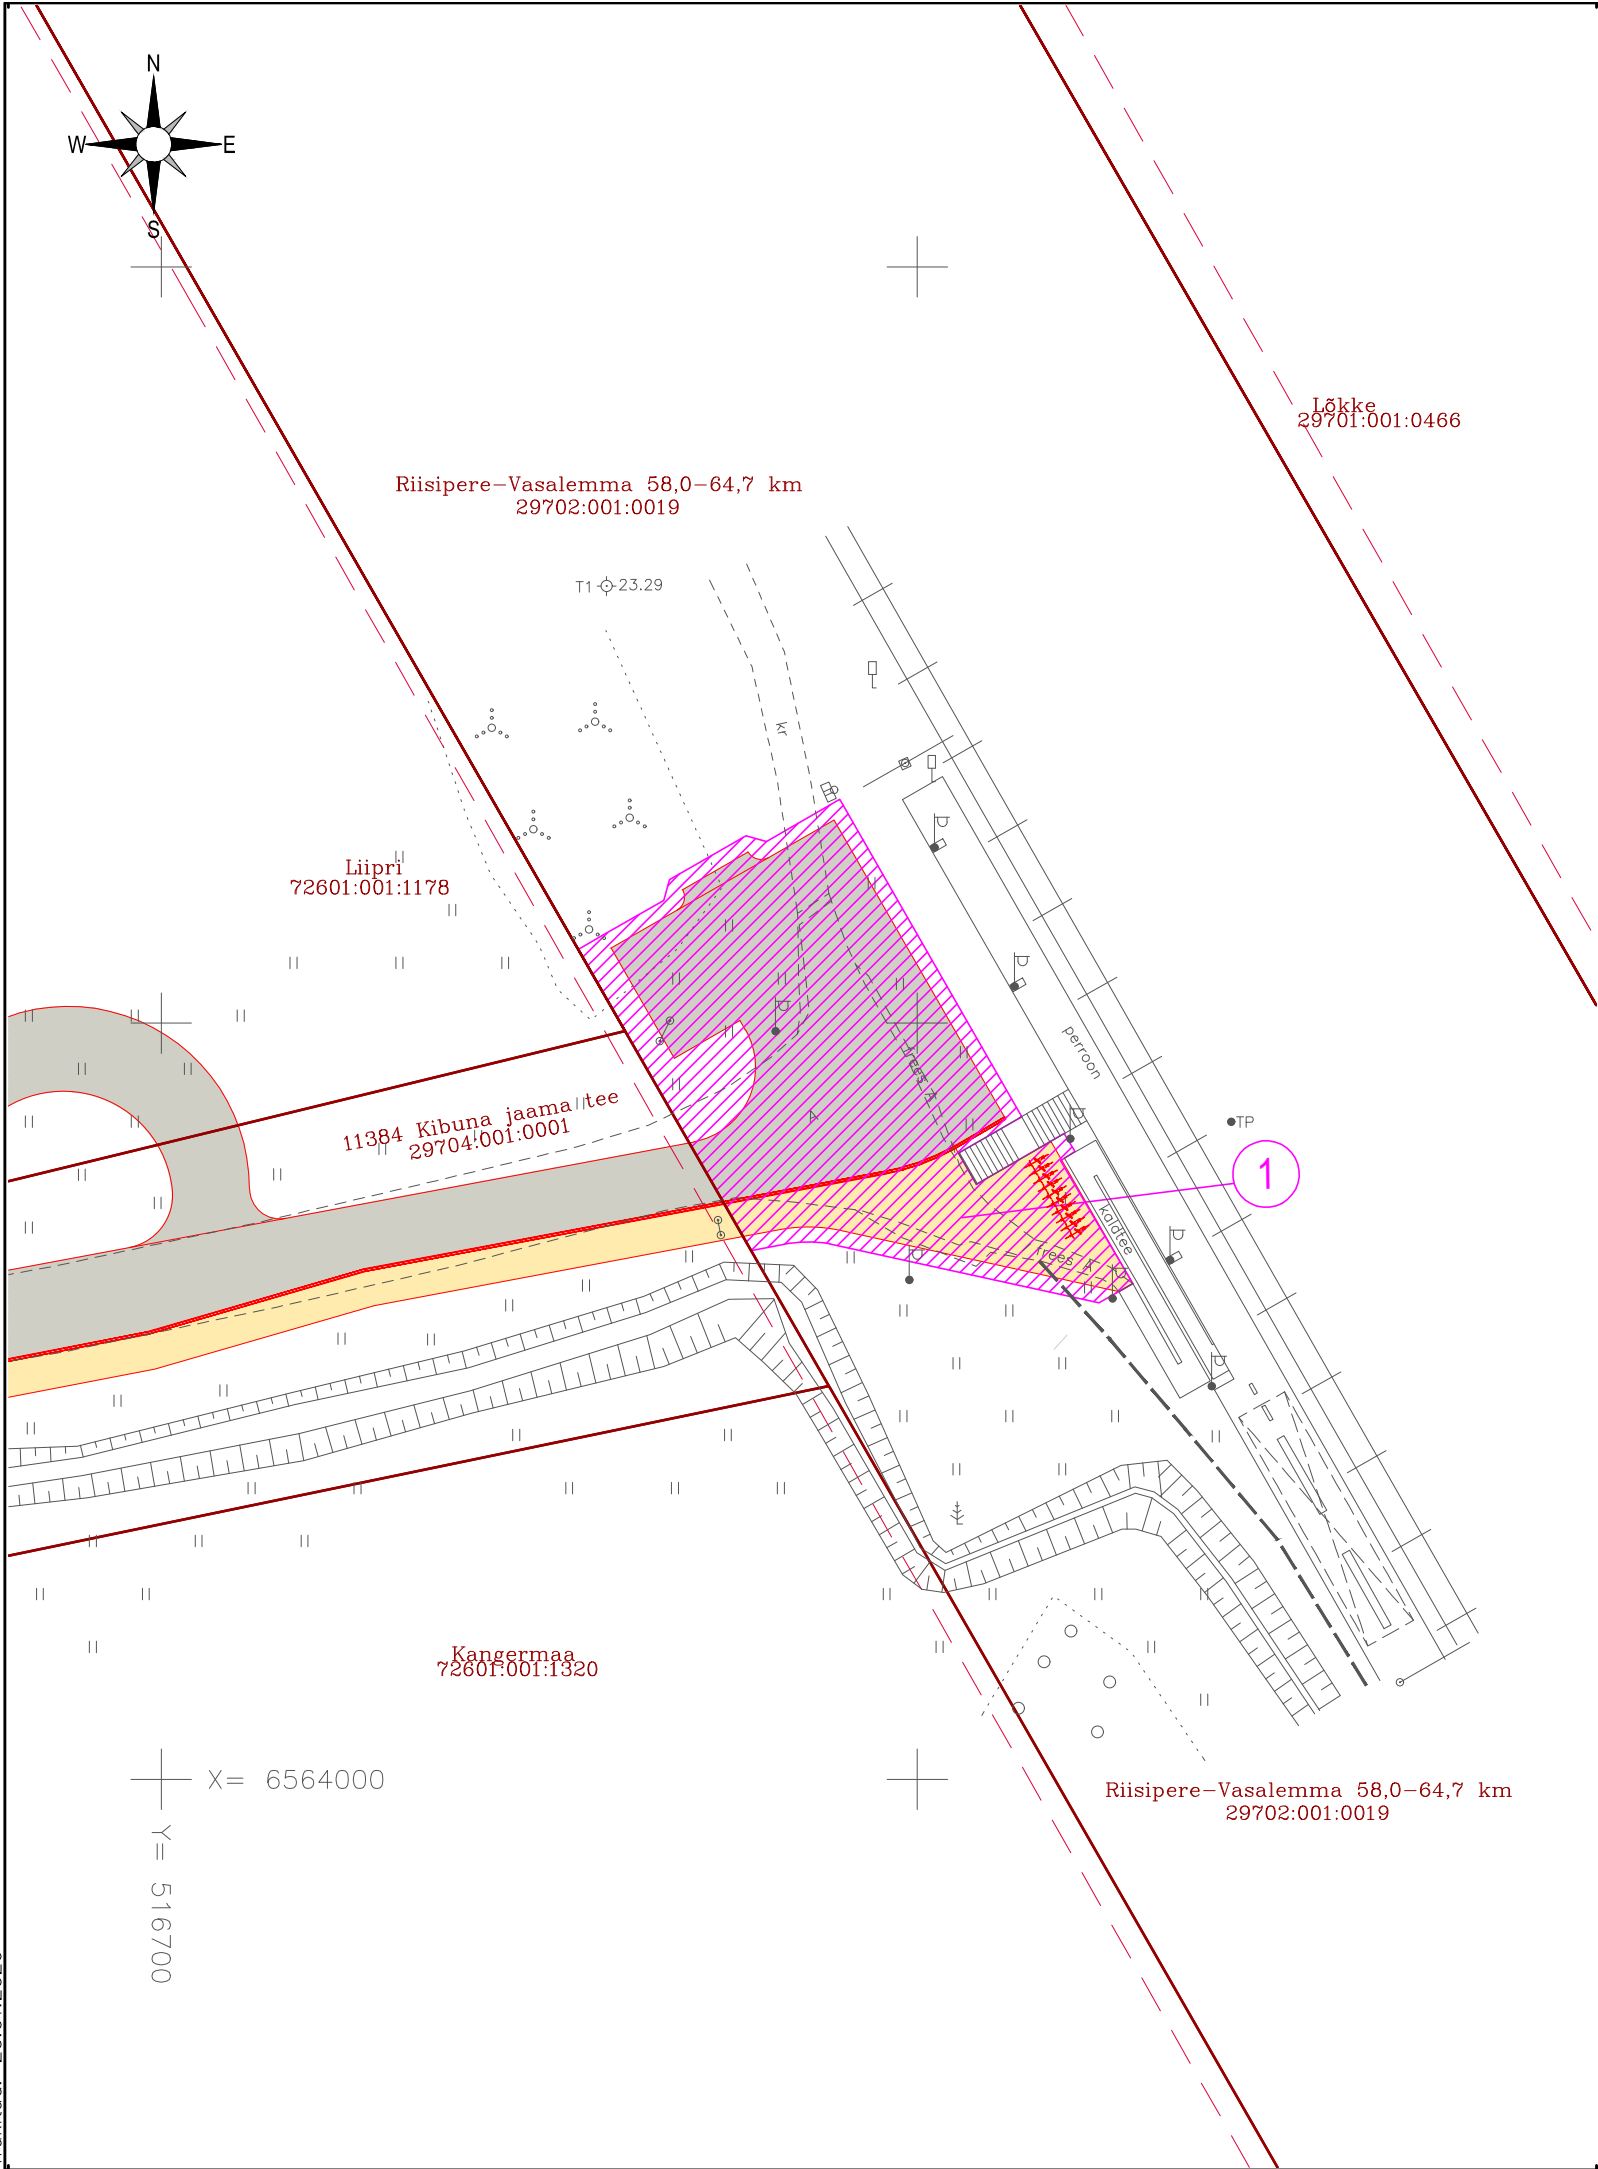 N
W E
S
Lõkke
29701:001:0466
Riisipere-Vasalemma 58,0-64,7 km
29702:001:0019
T1 23.29
kr
Liipri
72601:001:1178
perroon
11384 Kibuna jaama tee
29704:001:0001
frees A
A
TP
1
kaldtee
frees A
Kangermaa
72601:001:1320
X= 6564000
Riisipere-Vasalemma 58,0-64,7 km
29702:001:0019
Y= 516700